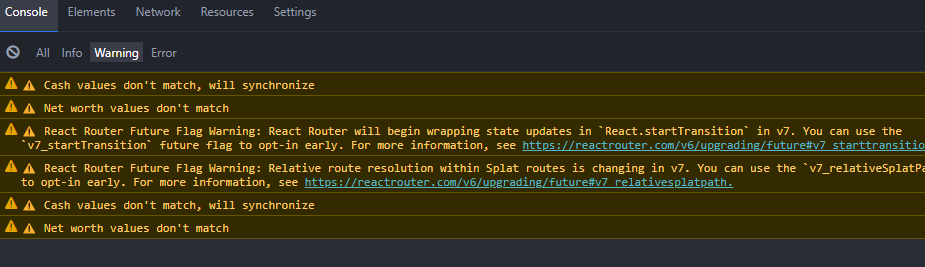 Console Elements Network Resources Settings
All Info Warning Error
Cash values don't match, will synchronize
Net worth values don't match
React Router Future Flag Warning: React Router will begin wrapping state updates in `React.startTransition` in v7. You can use the
`v7_startTransition` future flag to opt-in early. For more information, see https://reactrouter.com/v6/upgrading/future#v7_starttransitio
React Router Future Flag Warning: Relative route resolution within Splat routes is changing in v7. You can use the `v7_relativeSplatPa
to opt-in early. For more information, see https://reactrouter.com/v6/upgrading/future#v7_relativesplatpath.
Cash values don't match, will synchronize
Net worth values don't match